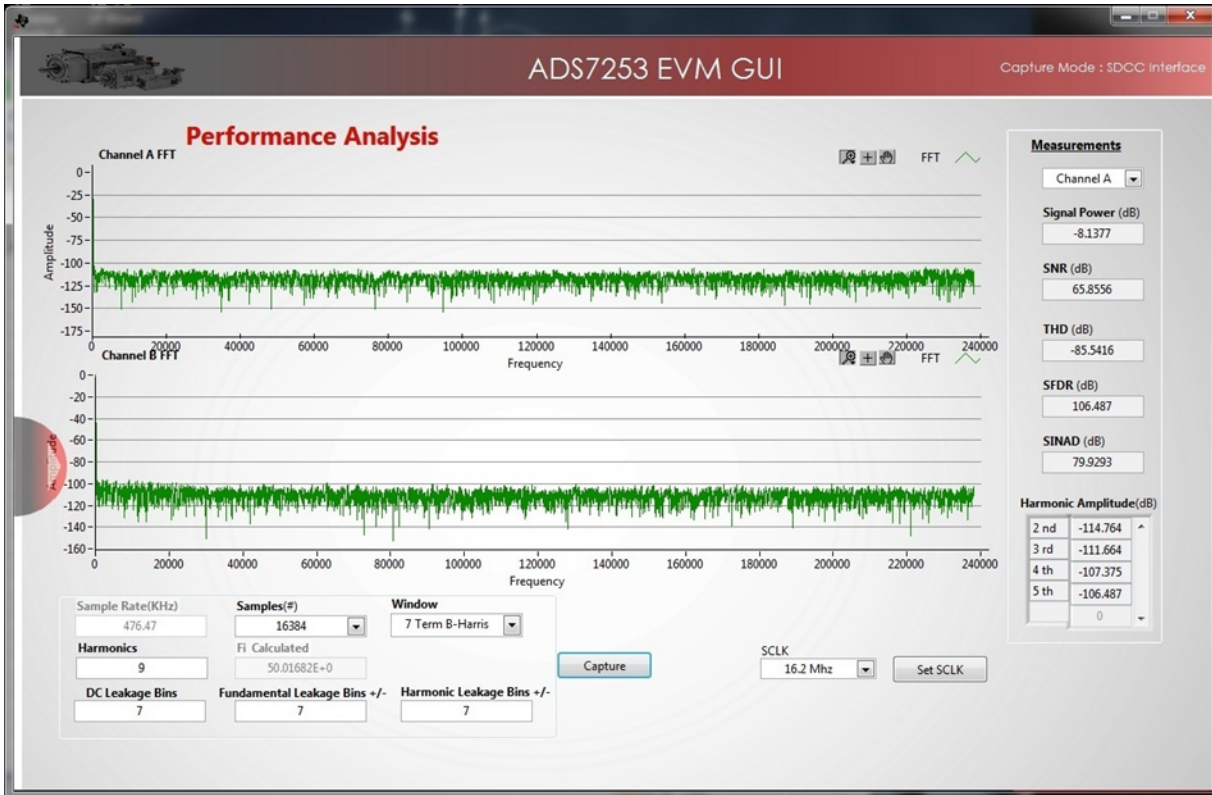 ADS7253 EVM GUI
Capture Mode : SDCC Interface
Performance Analysis
Channel A FFT
FFT
Amplitude
0
-25
-50
-75
-100
-125
-150
-175
0 20000 40000 60000 80000 100000 120000 140000 160000 180000 200000 220000 240000
Frequency
Channel B FFT
FFT
0
-20
-40
-60
-80
-100
-120
-140
-160
0 20000 40000 60000 80000 100000 120000 140000 160000 180000 200000 220000 240000
Frequency
Measurements
Channel A
Signal Power (dB)
-8.1377
SNR (dB)
65.8556
THD (dB)
-85.5416
SFDR (dB)
106.487
SINAD (dB)
79.9293
Harmonic Amplitude(dB)
2 nd -114.764
3 rd -111.664
4 th -107.375
5 th -106.487
0
Sample Rate(KHz) Samples(#) Window
476.47 16384 7 Term B-Harris
Harmonics Fi Calculated
9 50.01682E+0
DC Leakage Bins Fundamental Leakage Bins +/- Harmonic Leakage Bins +/-
7 7 7
Capture
SCLK
16.2 Mhz
Set SCLK